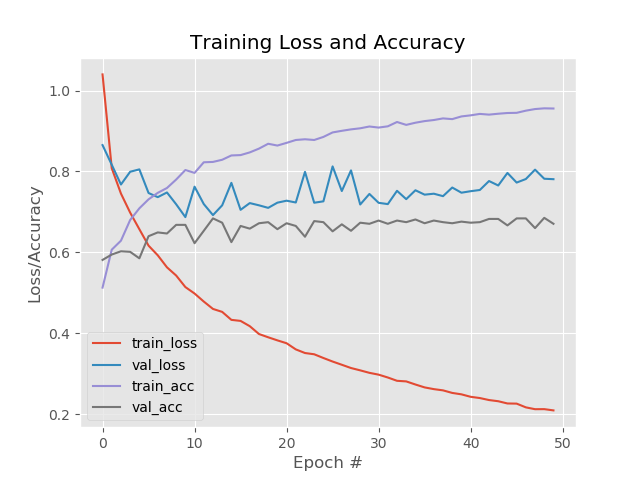 Training Loss and Accuracy
1.0
0.8
0.6
0.4
0.2
Loss/Accuracy
train_loss
val_loss
train_acc
val_acc
0
10
20
30
40
50
Epoch #